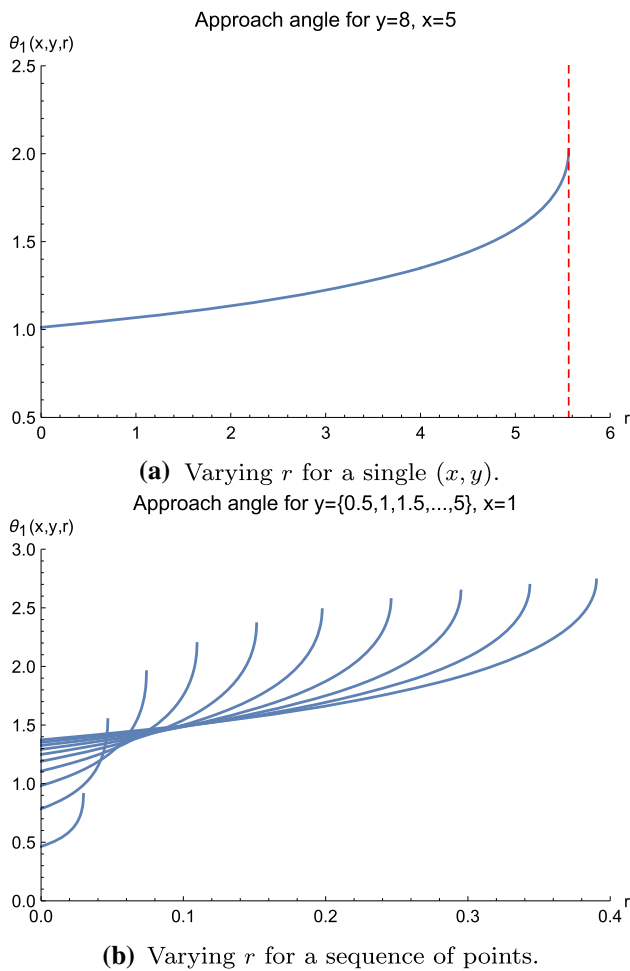 Approach angle for y=8, x=5
θ1(x,y,r)
2.5
2.0
1.5
1.0
0.5
0 1 2 3 4 5 6 r
(a) Varying r for a single (x, y).
Approach angle for y={0.5,1,1.5,...,5}, x=1
θ1(x,y,r)
3.0
2.5
2.0
1.5
1.0
0.5
0.0
0.0 0.1 0.2 0.3 0.4 r
(b) Varying r for a sequence of points.